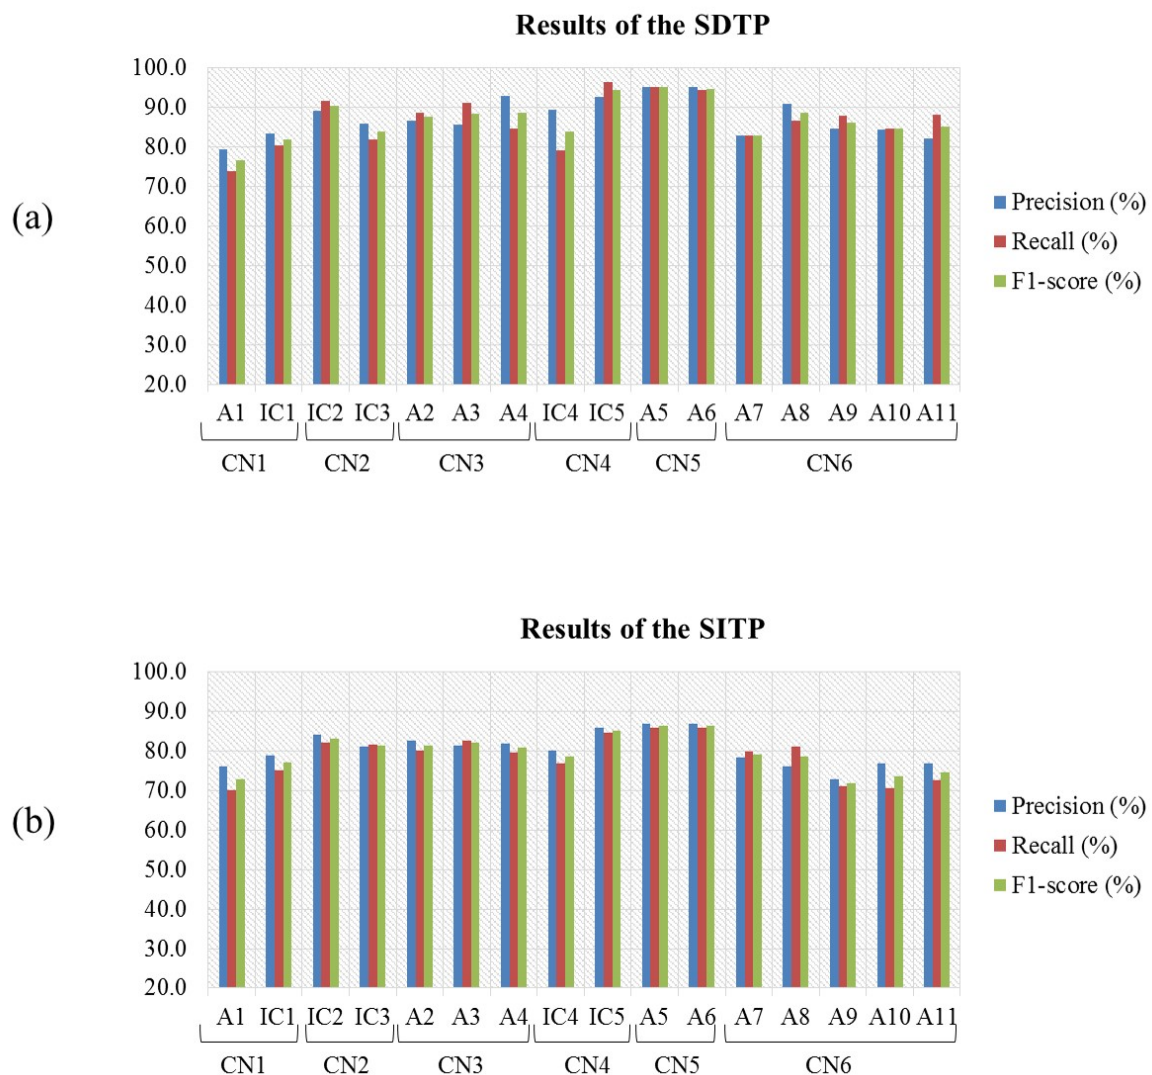 Results of the SDTP
100.0
90.0
80.0
70.0
60.0
50.0
40.0
30.0
20.0
(a)
Precision (%)
Recall (%)
F1-score (%)
A1 IC1 IC2 IC3 A2 A3 A4 IC4 IC5 A5 A6 A7 A8 A9 A10 A11
CN1 CN2 CN3 CN4 CN5 CN6
Results of the SITP
100.0
90.0
80.0
70.0
60.0
50.0
40.0
30.0
20.0
(b)
Precision (%)
Recall (%)
F1-score (%)
A1 IC1 IC2 IC3 A2 A3 A4 IC4 IC5 A5 A6 A7 A8 A9 A10 A11
CN1 CN2 CN3 CN4 CN5 CN6